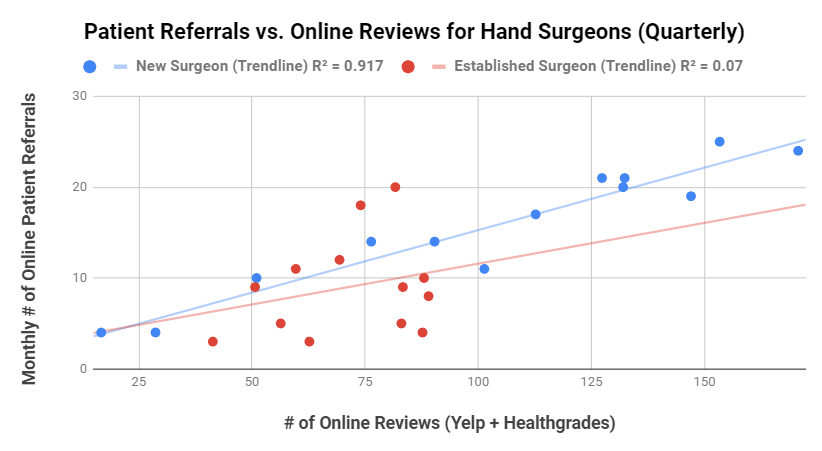 Patient Referrals vs. Online Reviews for Hand Surgeons (Quarterly)
New Surgeon (Trendline) R² = 0.917 Established Surgeon (Trendline) R² = 0.07
Monthly # of Online Patient Referrals
30
20
10
0
25 50 75 100 125 150
# of Online Reviews (Yelp + Healthgrades)